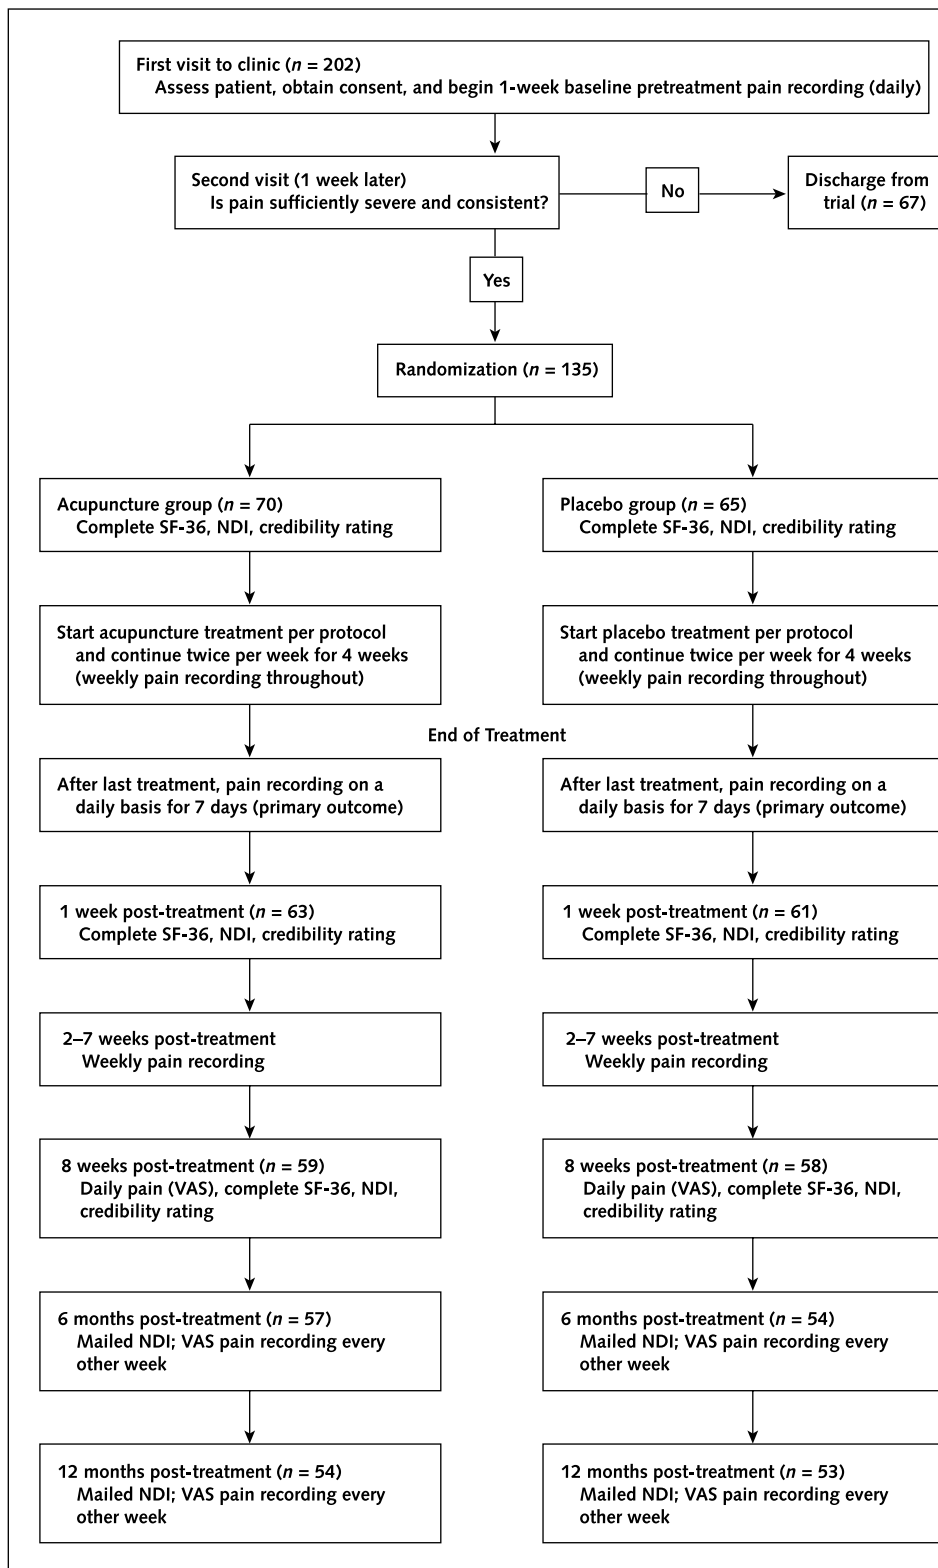 First visit to clinic (n = 202)
Assess patient, obtain consent, and begin 1-week baseline pretreatment pain recording (daily)
Second visit (1 week later)
Is pain sufficiently severe and consistent?
No
Discharge from
trial (n = 67)
Yes
Randomization (n = 135)
Acupuncture group (n = 70)
Complete SF-36, NDI, credibility rating
Placebo group (n = 65)
Complete SF-36, NDI, credibility rating
Start acupuncture treatment per protocol
and continue twice per week for 4 weeks
(weekly pain recording throughout)
Start placebo treatment per protocol
and continue twice per week for 4 weeks
(weekly pain recording throughout)
End of Treatment
After last treatment, pain recording on a
daily basis for 7 days (primary outcome)
After last treatment, pain recording on a
daily basis for 7 days (primary outcome)
1 week post-treatment (n = 63)
Complete SF-36, NDI, credibility rating
1 week post-treatment (n = 61)
Complete SF-36, NDI, credibility rating
2–7 weeks post-treatment
Weekly pain recording
2–7 weeks post-treatment
Weekly pain recording
8 weeks post-treatment (n = 59)
Daily pain (VAS), complete SF-36, NDI,
credibility rating
8 weeks post-treatment (n = 58)
Daily pain (VAS), complete SF-36, NDI,
credibility rating
6 months post-treatment (n = 57)
Mailed NDI; VAS pain recording every
other week
6 months post-treatment (n = 54)
Mailed NDI; VAS pain recording every
other week
12 months post-treatment (n = 54)
Mailed NDI; VAS pain recording every
other week
12 months post-treatment (n = 53)
Mailed NDI; VAS pain recording every
other week